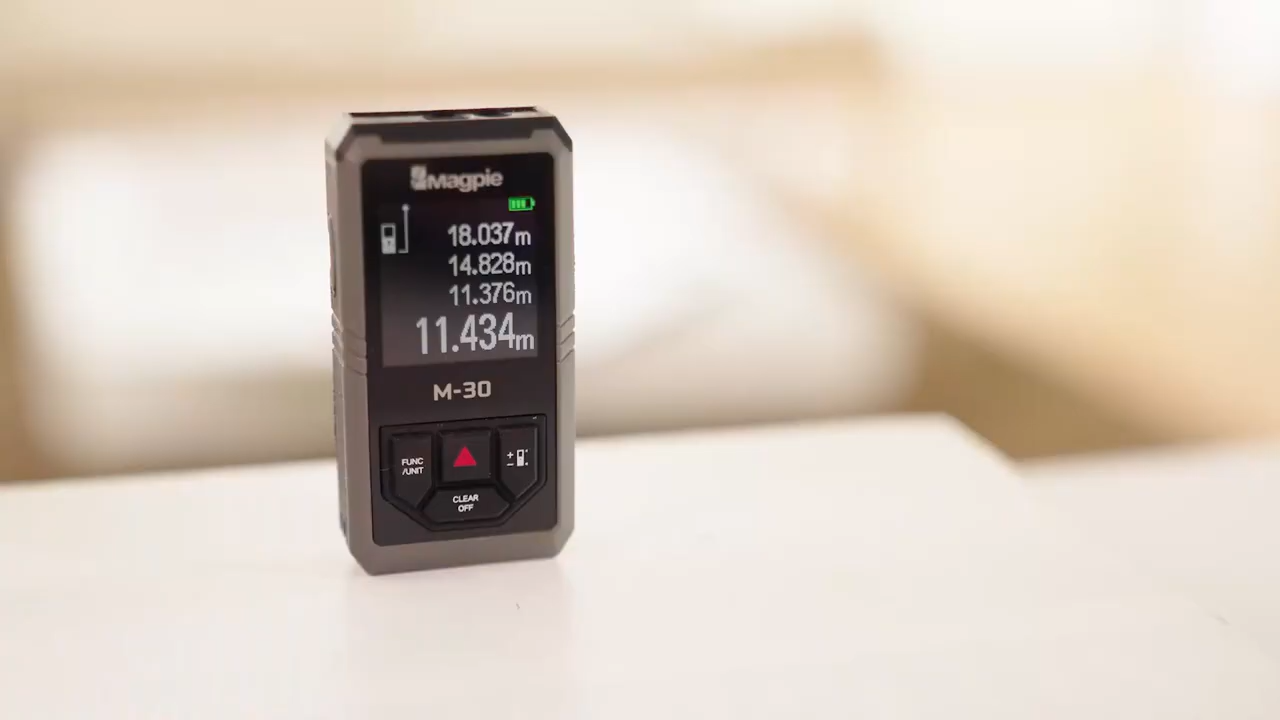 Magpie
18.037m
14.828m
11.376m
11.434m
M-30
FUNC
/UNIT
+
−
CLEAR
OFF